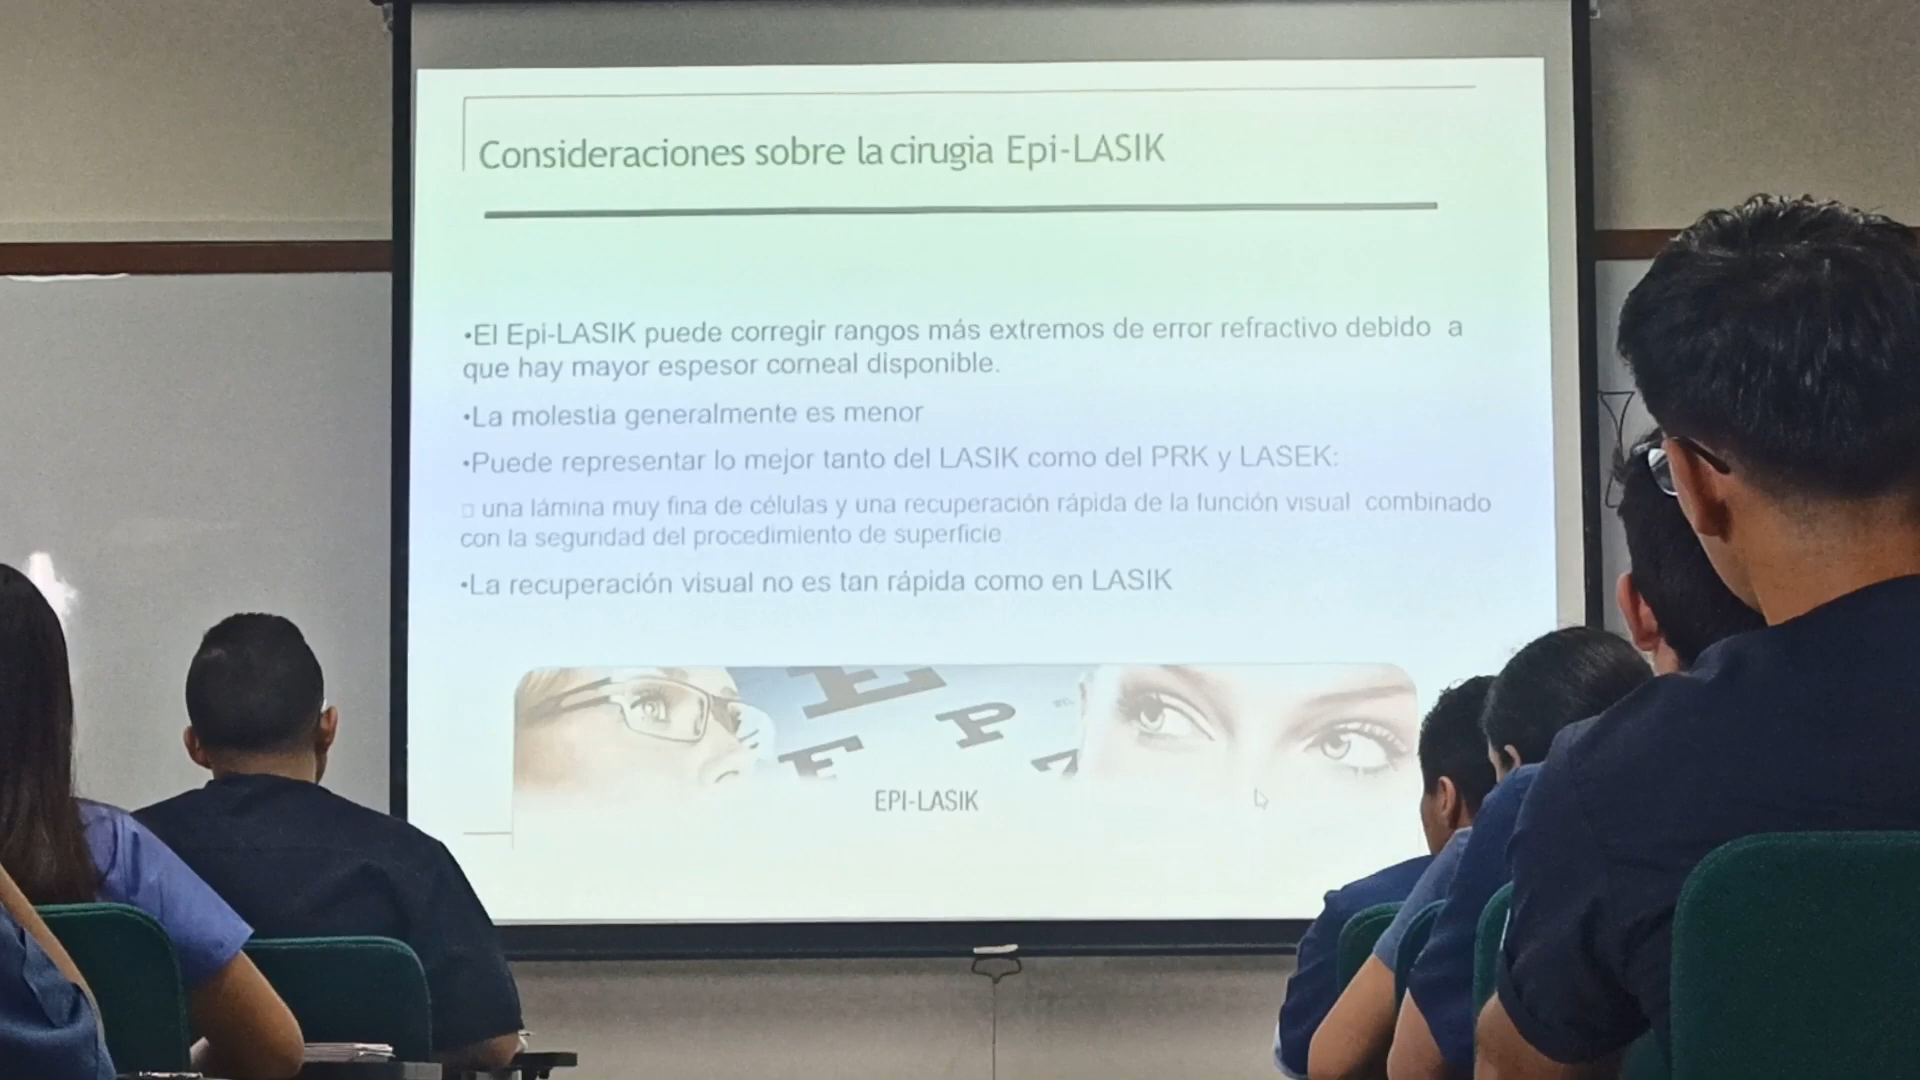 Consideraciones sobre la cirugia Epi-LASIK
•El Epi-LASIK puede corregir rangos más extremos de error refractivo debido a
que hay mayor espesor corneal disponible.
•La molestia generalmente es menor
•Puede representar lo mejor tanto del LASIK como del PRK y LASEK:
□ una lámina muy fina de células y una recuperación rápida de la función visual combinado
con la seguridad del procedimiento de superficie
•La recuperación visual no es tan rápida como en LASIK
E
F P
Z
EPI-LASIK